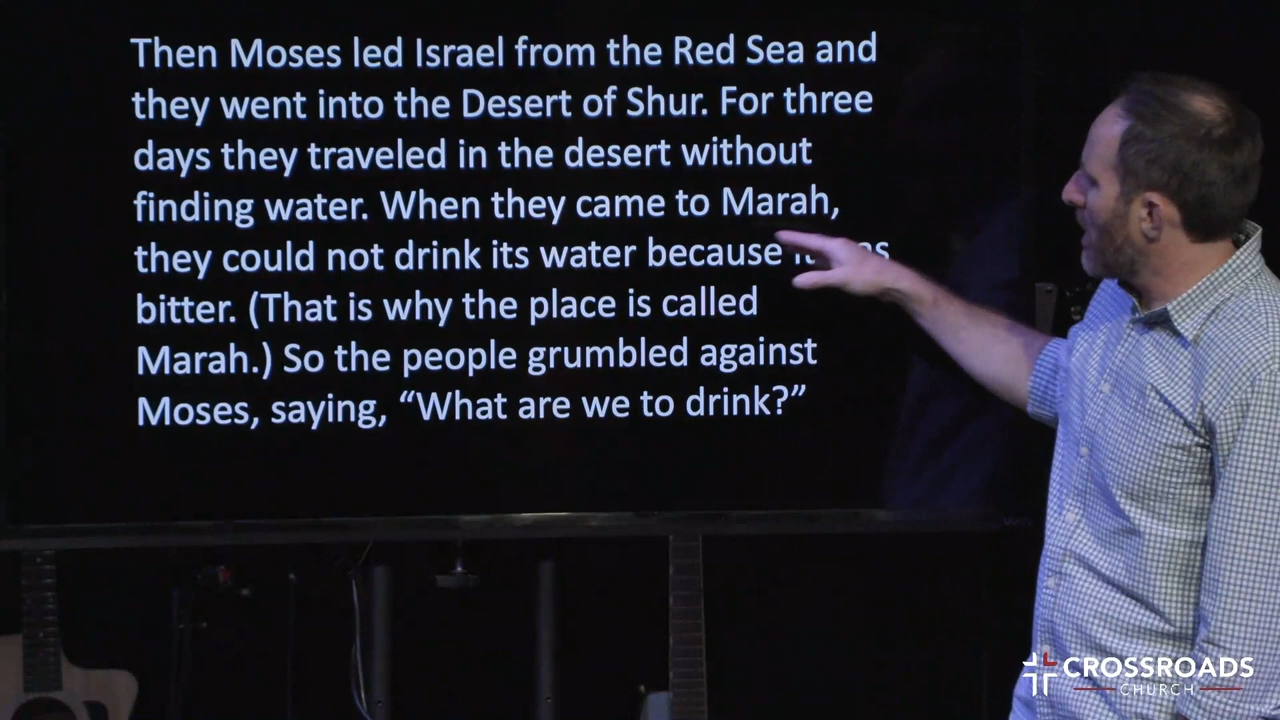 Then Moses led Israel from the Red Sea and
they went into the Desert of Shur. For three
days they traveled in the desert without
finding water. When they came to Marah,
they could not drink its water because
bitter. (That is why the place is called
Marah.) So the people grumbled against
Moses, saying, “What are we to drink?”
CROSSROADS
CHURCH